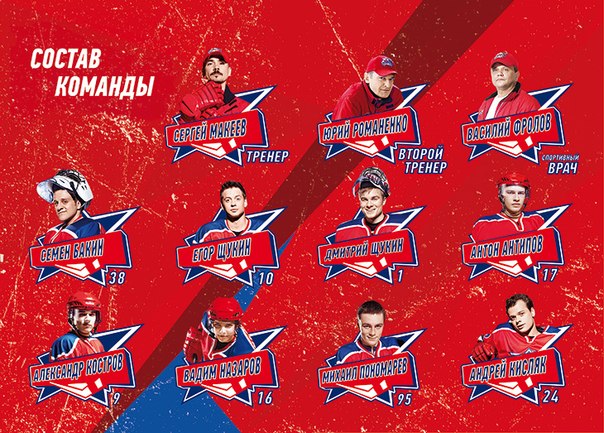 СОСТАВ
КОМАНДЫ
СЕРГЕЙ МАКЕЕВ
ТРЕНЕР
ЮРИЙ РОМАНЕНКО
ВТОРОЙ
ТРЕНЕР
ВАСИЛИЙ ФРОЛОВ
СПОРТИВНЫЙ
ВРАЧ
СЕМЕН БАКИН
38
ЕГОР ЩУКИН
10
ДМИТРИЙ ЩУКИН
1
АНТОН АНТИПОВ
17
АЛЕКСАНДР КОСТРОВ
9
ВАДИМ НАЗАРОВ
16
МИХАИЛ ПОНОМАРЕВ
95
АНДРЕЙ КИСЛЯК
24